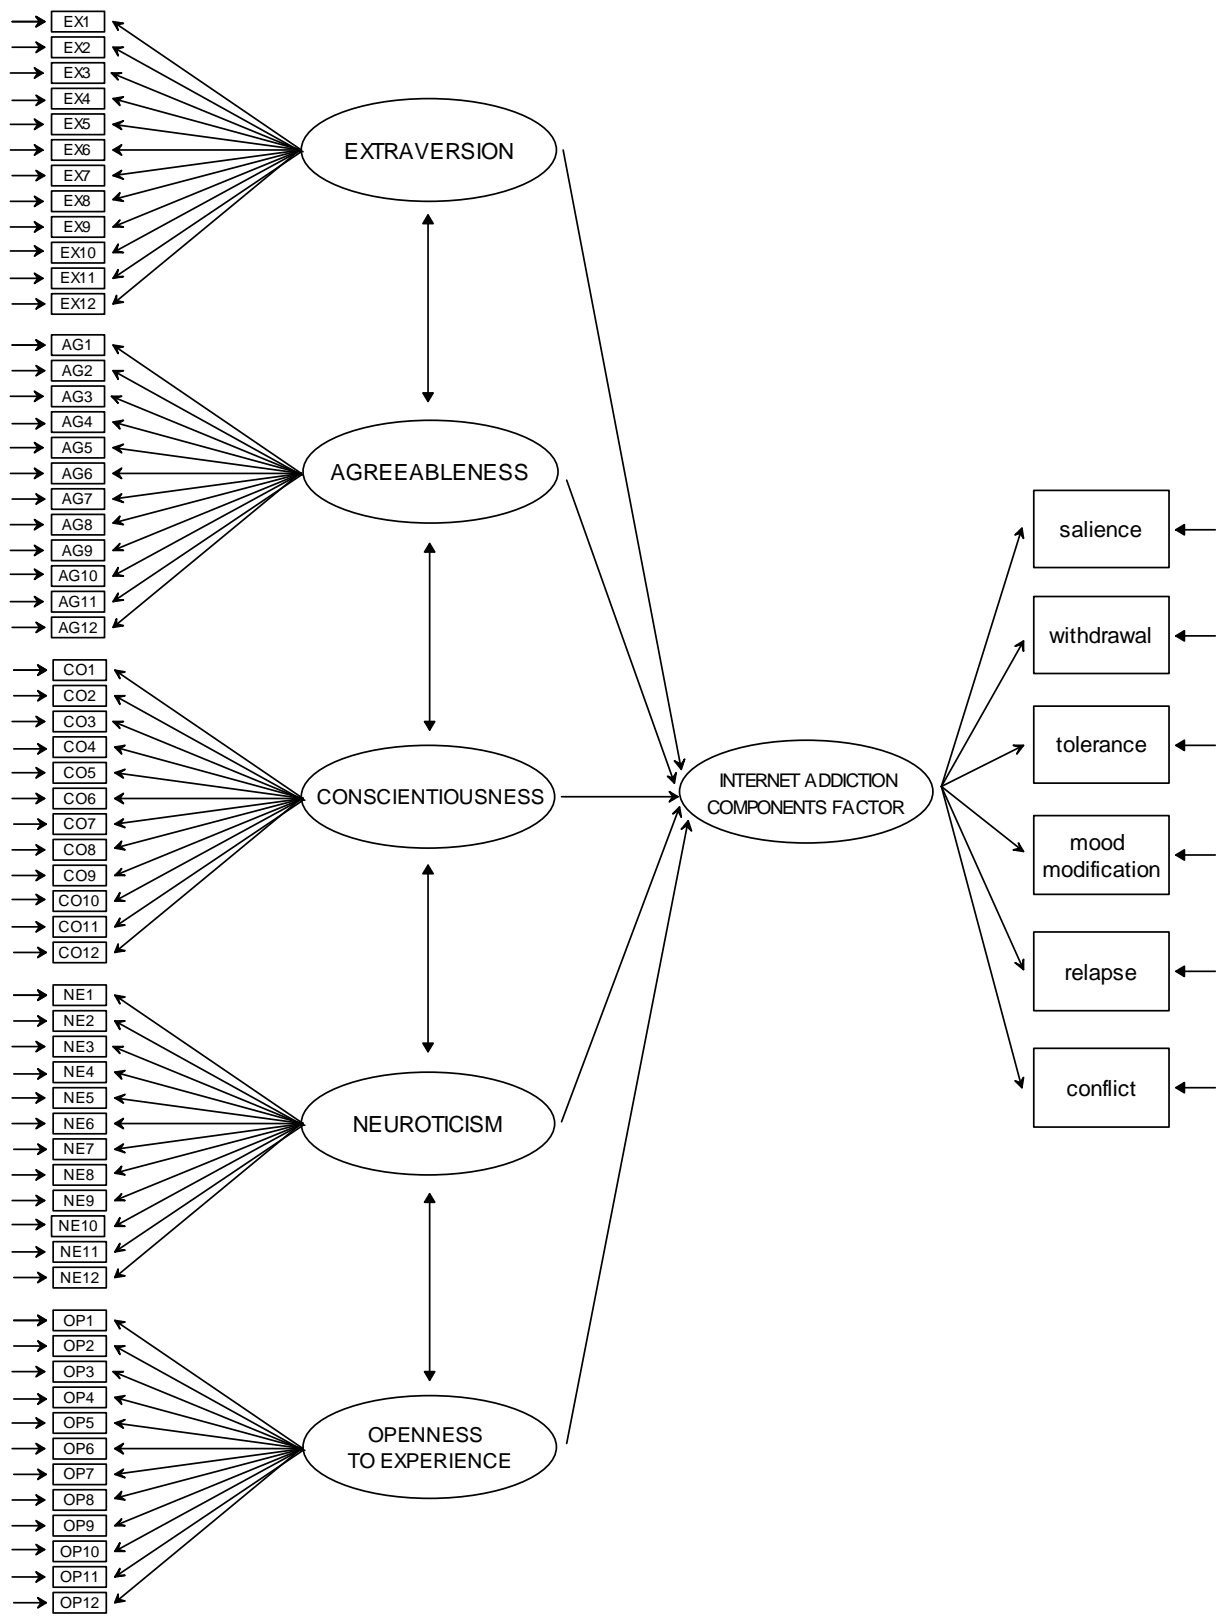 EX1
EX2
EX3
EX4
EX5
EX6
EX7
EX8
EX9
EX10
EX11
EX12
EXTRAVERSION
AG1
AG2
AG3
AG4
AG5
AG6
AG7
AG8
AG9
AG10
AG11
AG12
AGREEABLENESS
CO1
CO2
CO3
CO4
CO5
CO6
CO7
CO8
CO9
CO10
CO11
CO12
CONSCIENTIOUSNESS
NE1
NE2
NE3
NE4
NE5
NE6
NE7
NE8
NE9
NE10
NE11
NE12
NEUROTICISM
OP1
OP2
OP3
OP4
OP5
OP6
OP7
OP8
OP9
OP10
OP11
OP12
OPENNESS
TO EXPERIENCE
INTERNET ADDICTION
COMPONENTS FACTOR
salience
withdrawal
tolerance
mood
modification
relapse
conflict